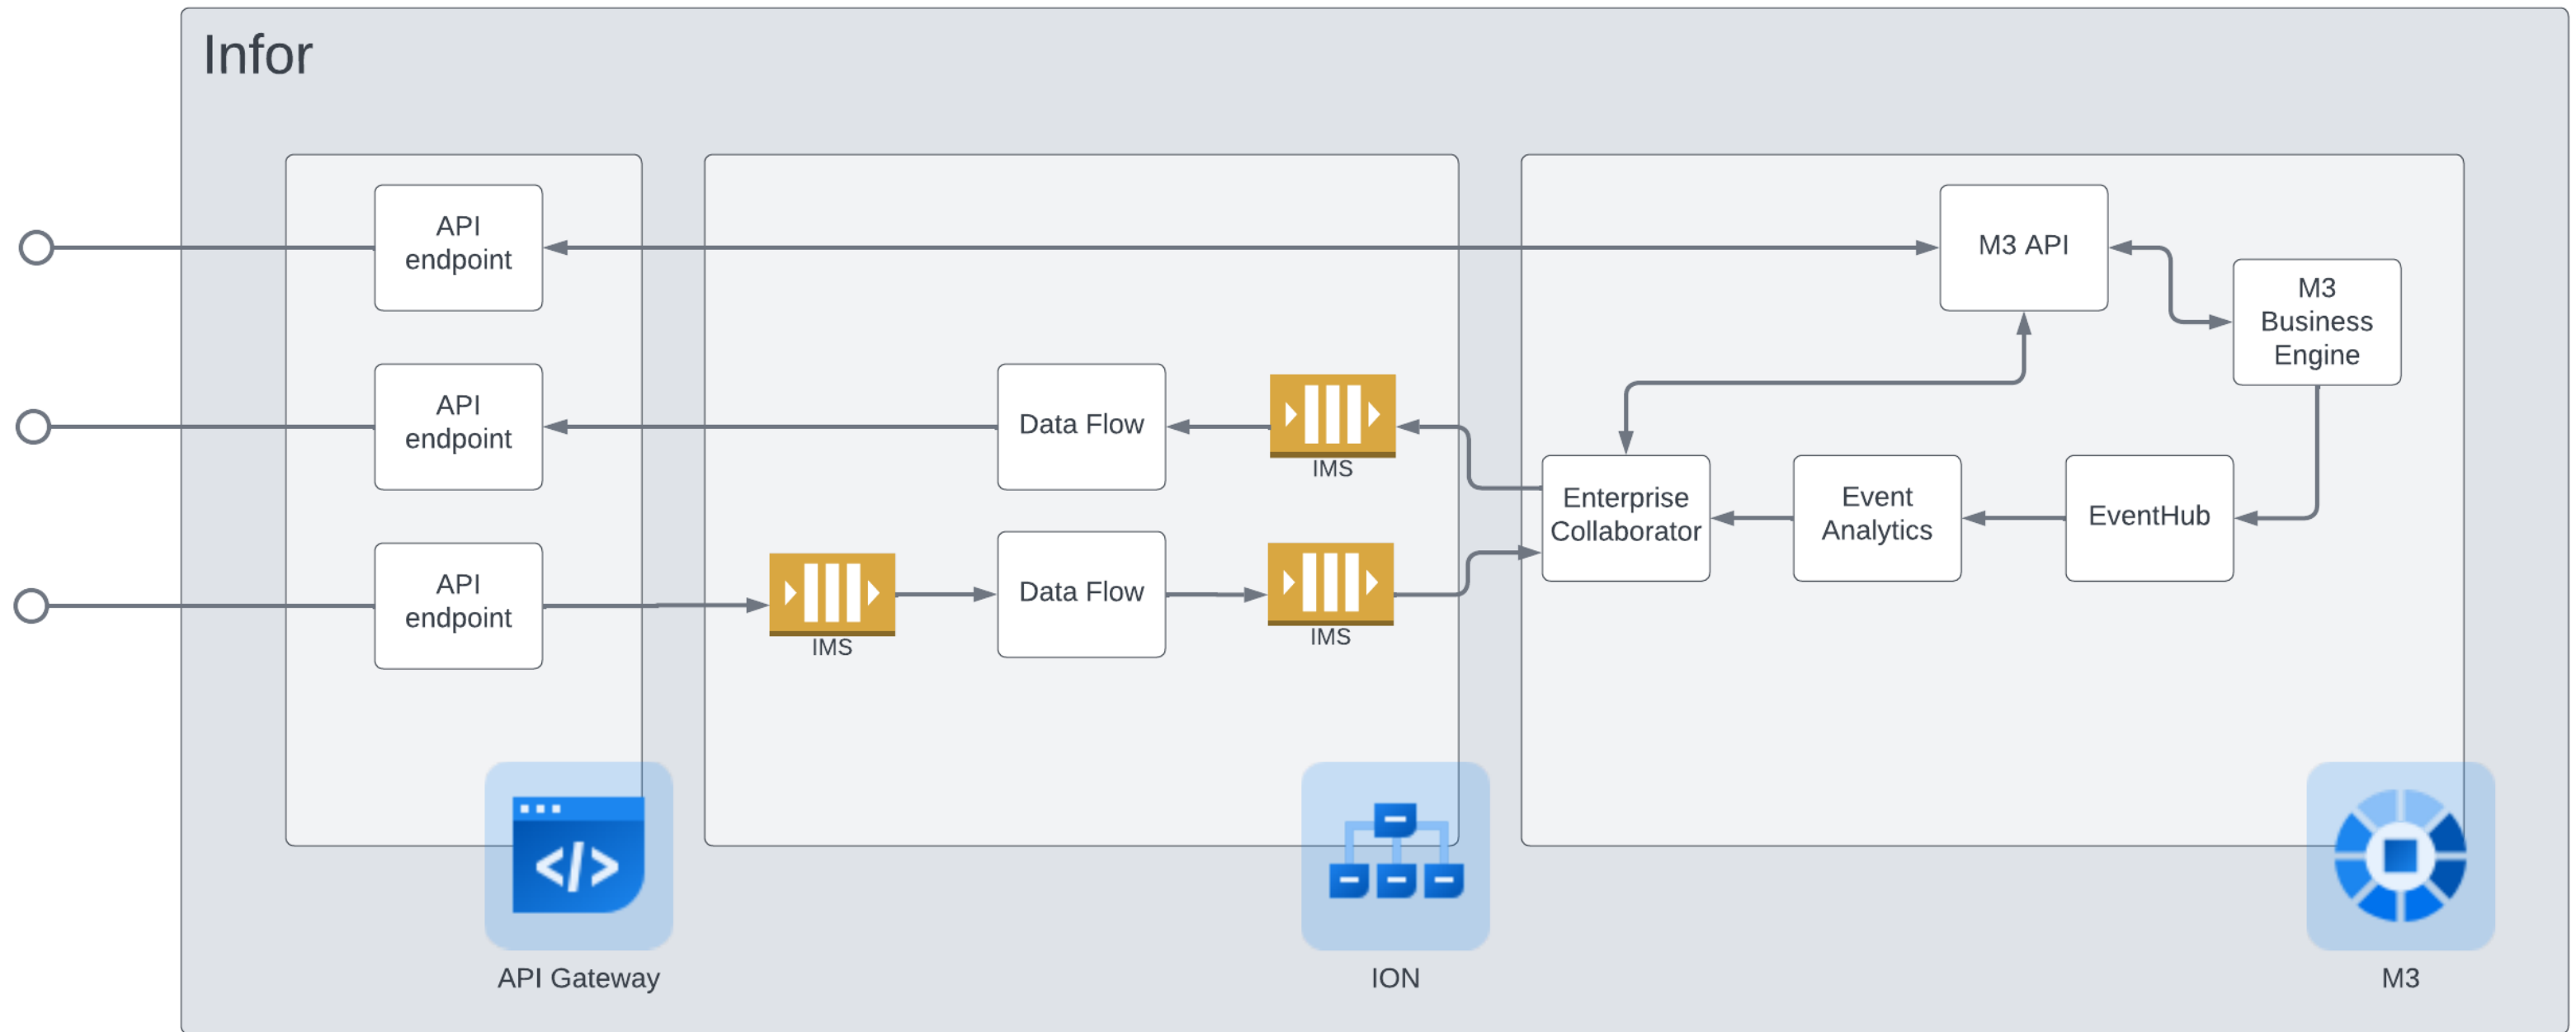 Infor
API
endpoint
M3 API
M3
Business
Engine
API
endpoint
Data Flow
IMS
Enterprise
Collaborator
Event
Analytics
EventHub
API
endpoint
IMS
Data Flow
IMS
</>
API Gateway
ION
M3